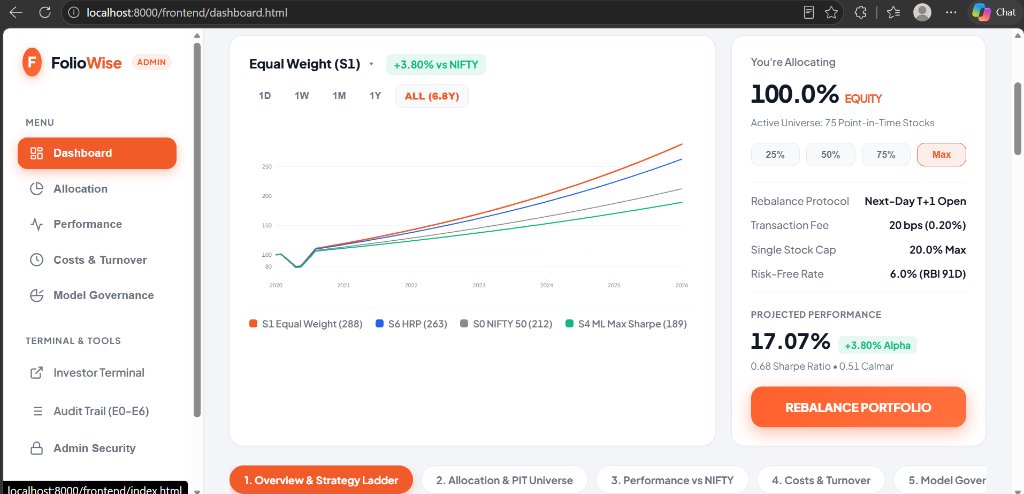 localhost:8000/frontend/dashboard.html
Chat
F FolioWise ADMIN
MENU
Dashboard
Allocation
Performance
Costs & Turnover
Model Governance
TERMINAL & TOOLS
Investor Terminal
Audit Trail (E0-E6)
Admin Security
localhost:8000/frontend/index.html
Equal Weight (S1) +3.80% vs NIFTY
1D 1W 1M 1Y ALL (6.8Y)
250
200
150
100
80
2020 2021 2022 2023 2024 2025 2026
S1 Equal Weight (288) S6 HRP (263) S0 NIFTY 50 (212) S4 ML Max Sharpe (189)
You're Allocating
100.0% EQUITY
Active Universe: 75 Point-in-Time Stocks
25% 50% 75% Max
Rebalance Protocol Next-Day T+1 Open
Transaction Fee 20 bps (0.20%)
Single Stock Cap 20.0% Max
Risk-Free Rate 6.0% (RBI 91D)
PROJECTED PERFORMANCE
17.07% +3.80% Alpha
0.68 Sharpe Ratio • 0.51 Calmar
REBALANCE PORTFOLIO
1. Overview & Strategy Ladder 2. Allocation & PIT Universe 3. Performance vs NIFTY 4. Costs & Turnover 5. Model Gover